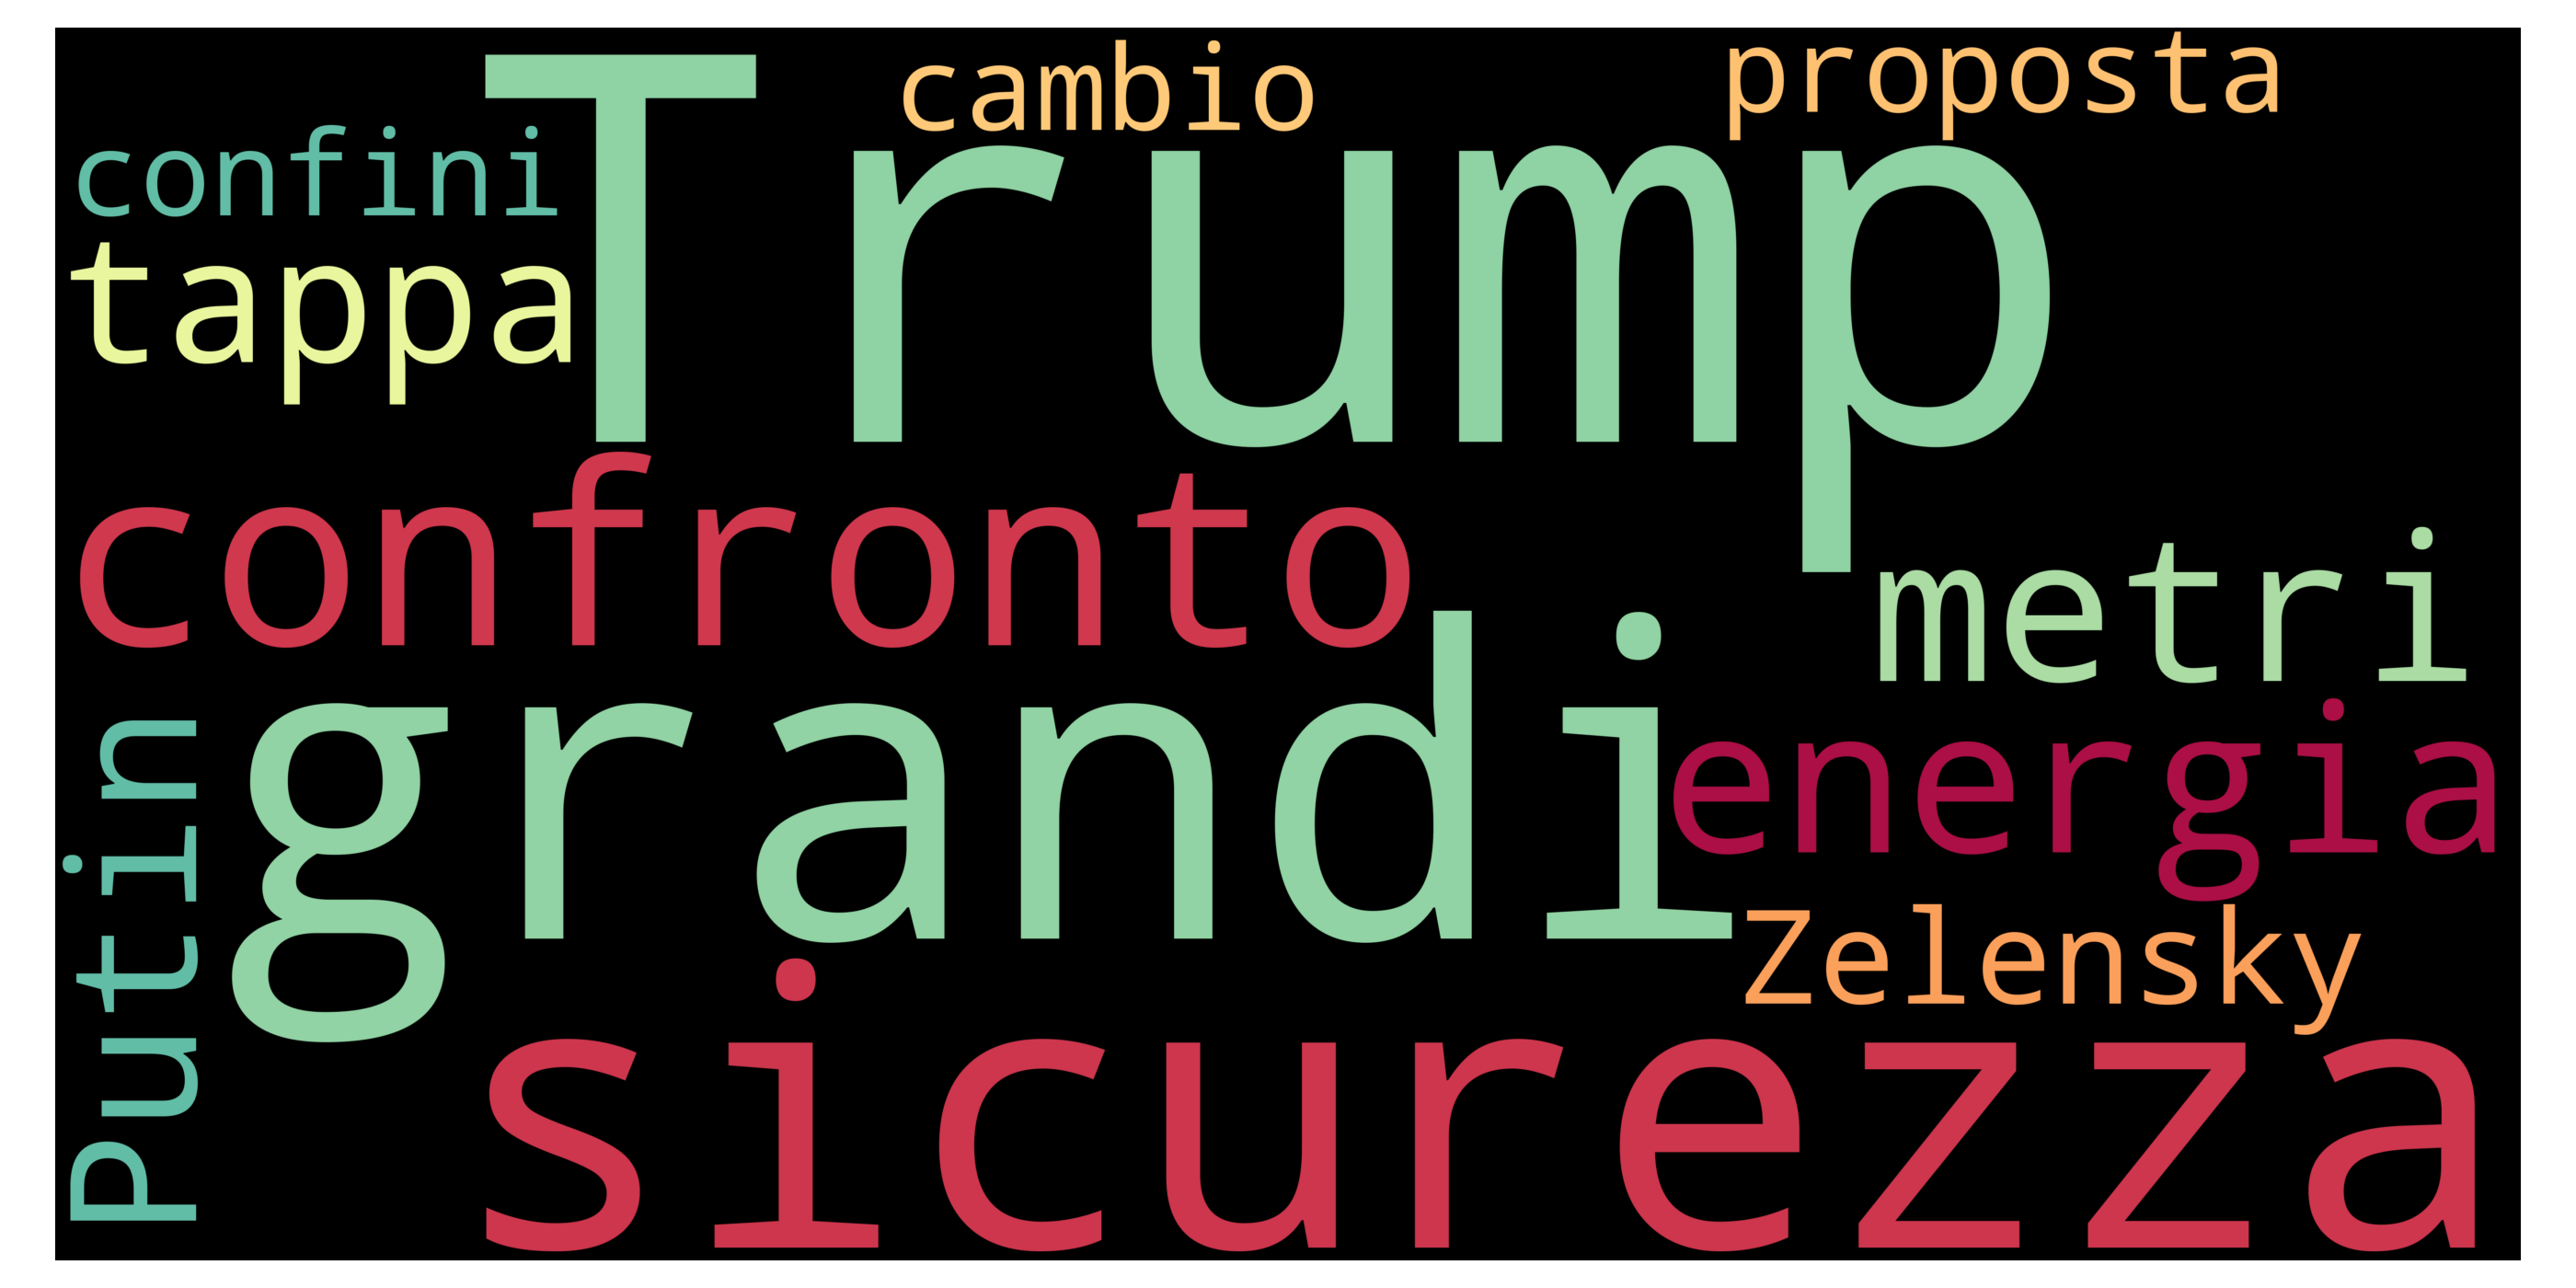 cambio
proposta
Trump
confini
tappa
confronto
metri
grandi
energia
Putin
Zelensky
sicurezza